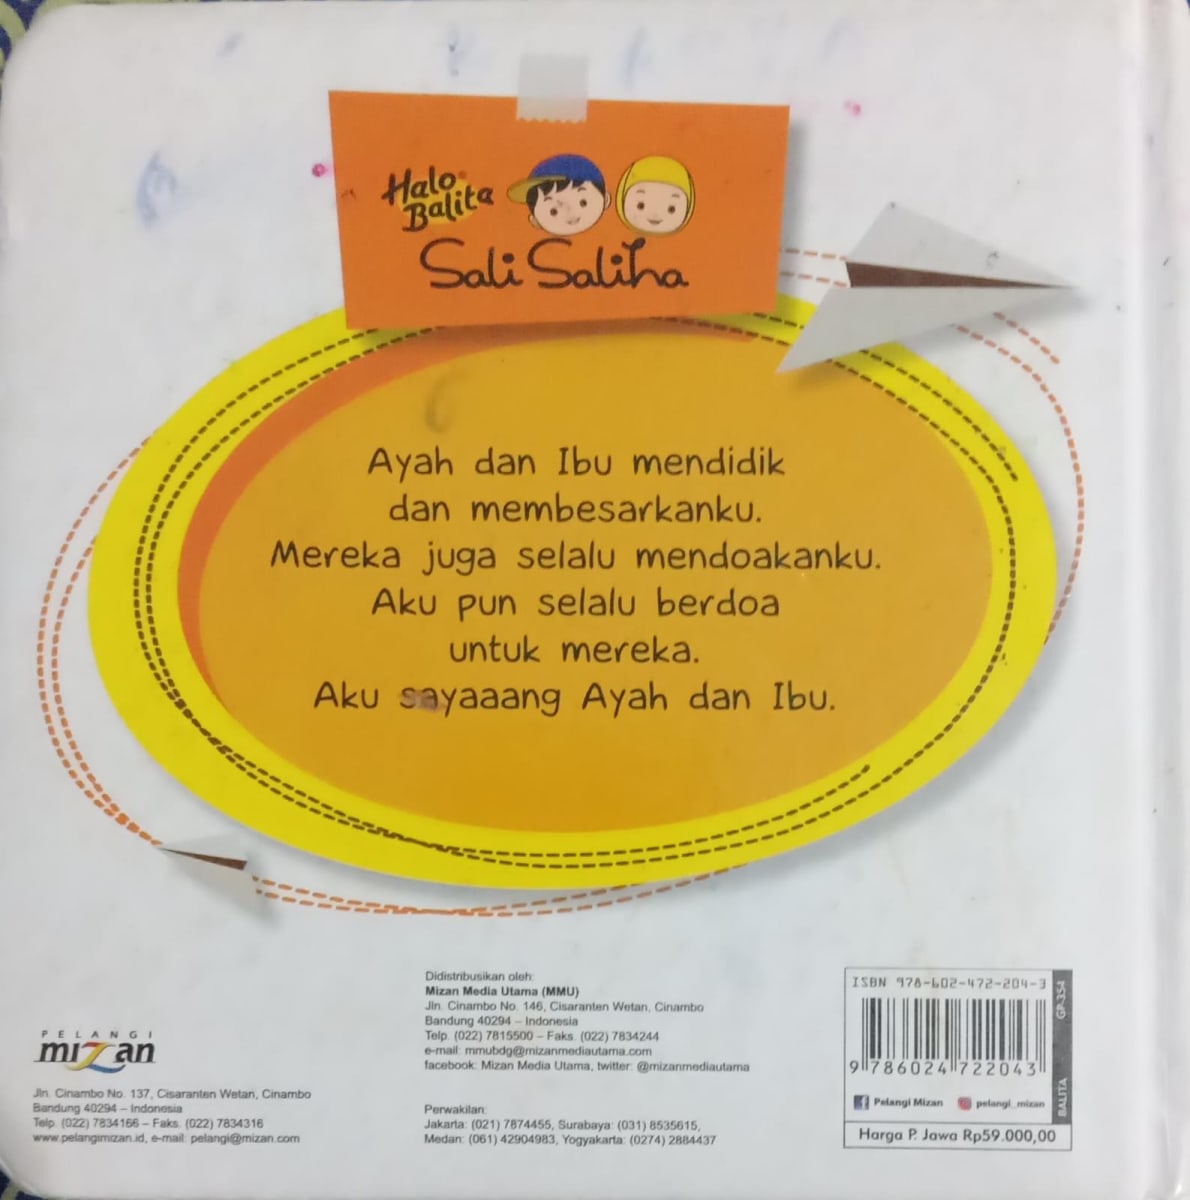 Halo
Balita
Sali Saliha
Ayah dan Ibu mendidik
dan membesarkanku.
Mereka juga selalu mendoakanku.
Aku pun selalu berdoa
untuk mereka.
Aku sayaaang Ayah dan Ibu.
PELANGI
mizan
Jln. Cinambo No. 137, Cisaranten Wetan, Cinambo
Bandung 40294 – Indonesia
Telp. (022) 7834166 – Faks. (022) 7834316
www.pelangimizan.id, e-mail: pelangi@mizan.com
Didistribusikan oleh:
Mizan Media Utama (MMU)
Jln. Cinambo No. 146, Cisaranten Wetan, Cinambo
Bandung 40294 – Indonesia
Telp. (022) 7815500 – Faks. (022) 7834244
e-mail: mmubdg@mizanmediautama.com
facebook: Mizan Media Utama, twitter: @mizanmediautama
Perwakilan:
Jakarta: (021) 7874455, Surabaya: (031) 8535615,
Medan: (061) 42904983, Yogyakarta: (0274) 2884437
ISBN 978-602-472-204-3
9 786024 722043
BALITA GP-354
Pelangi Mizan pelangi_mizan
Harga P. Jawa Rp59.000,00